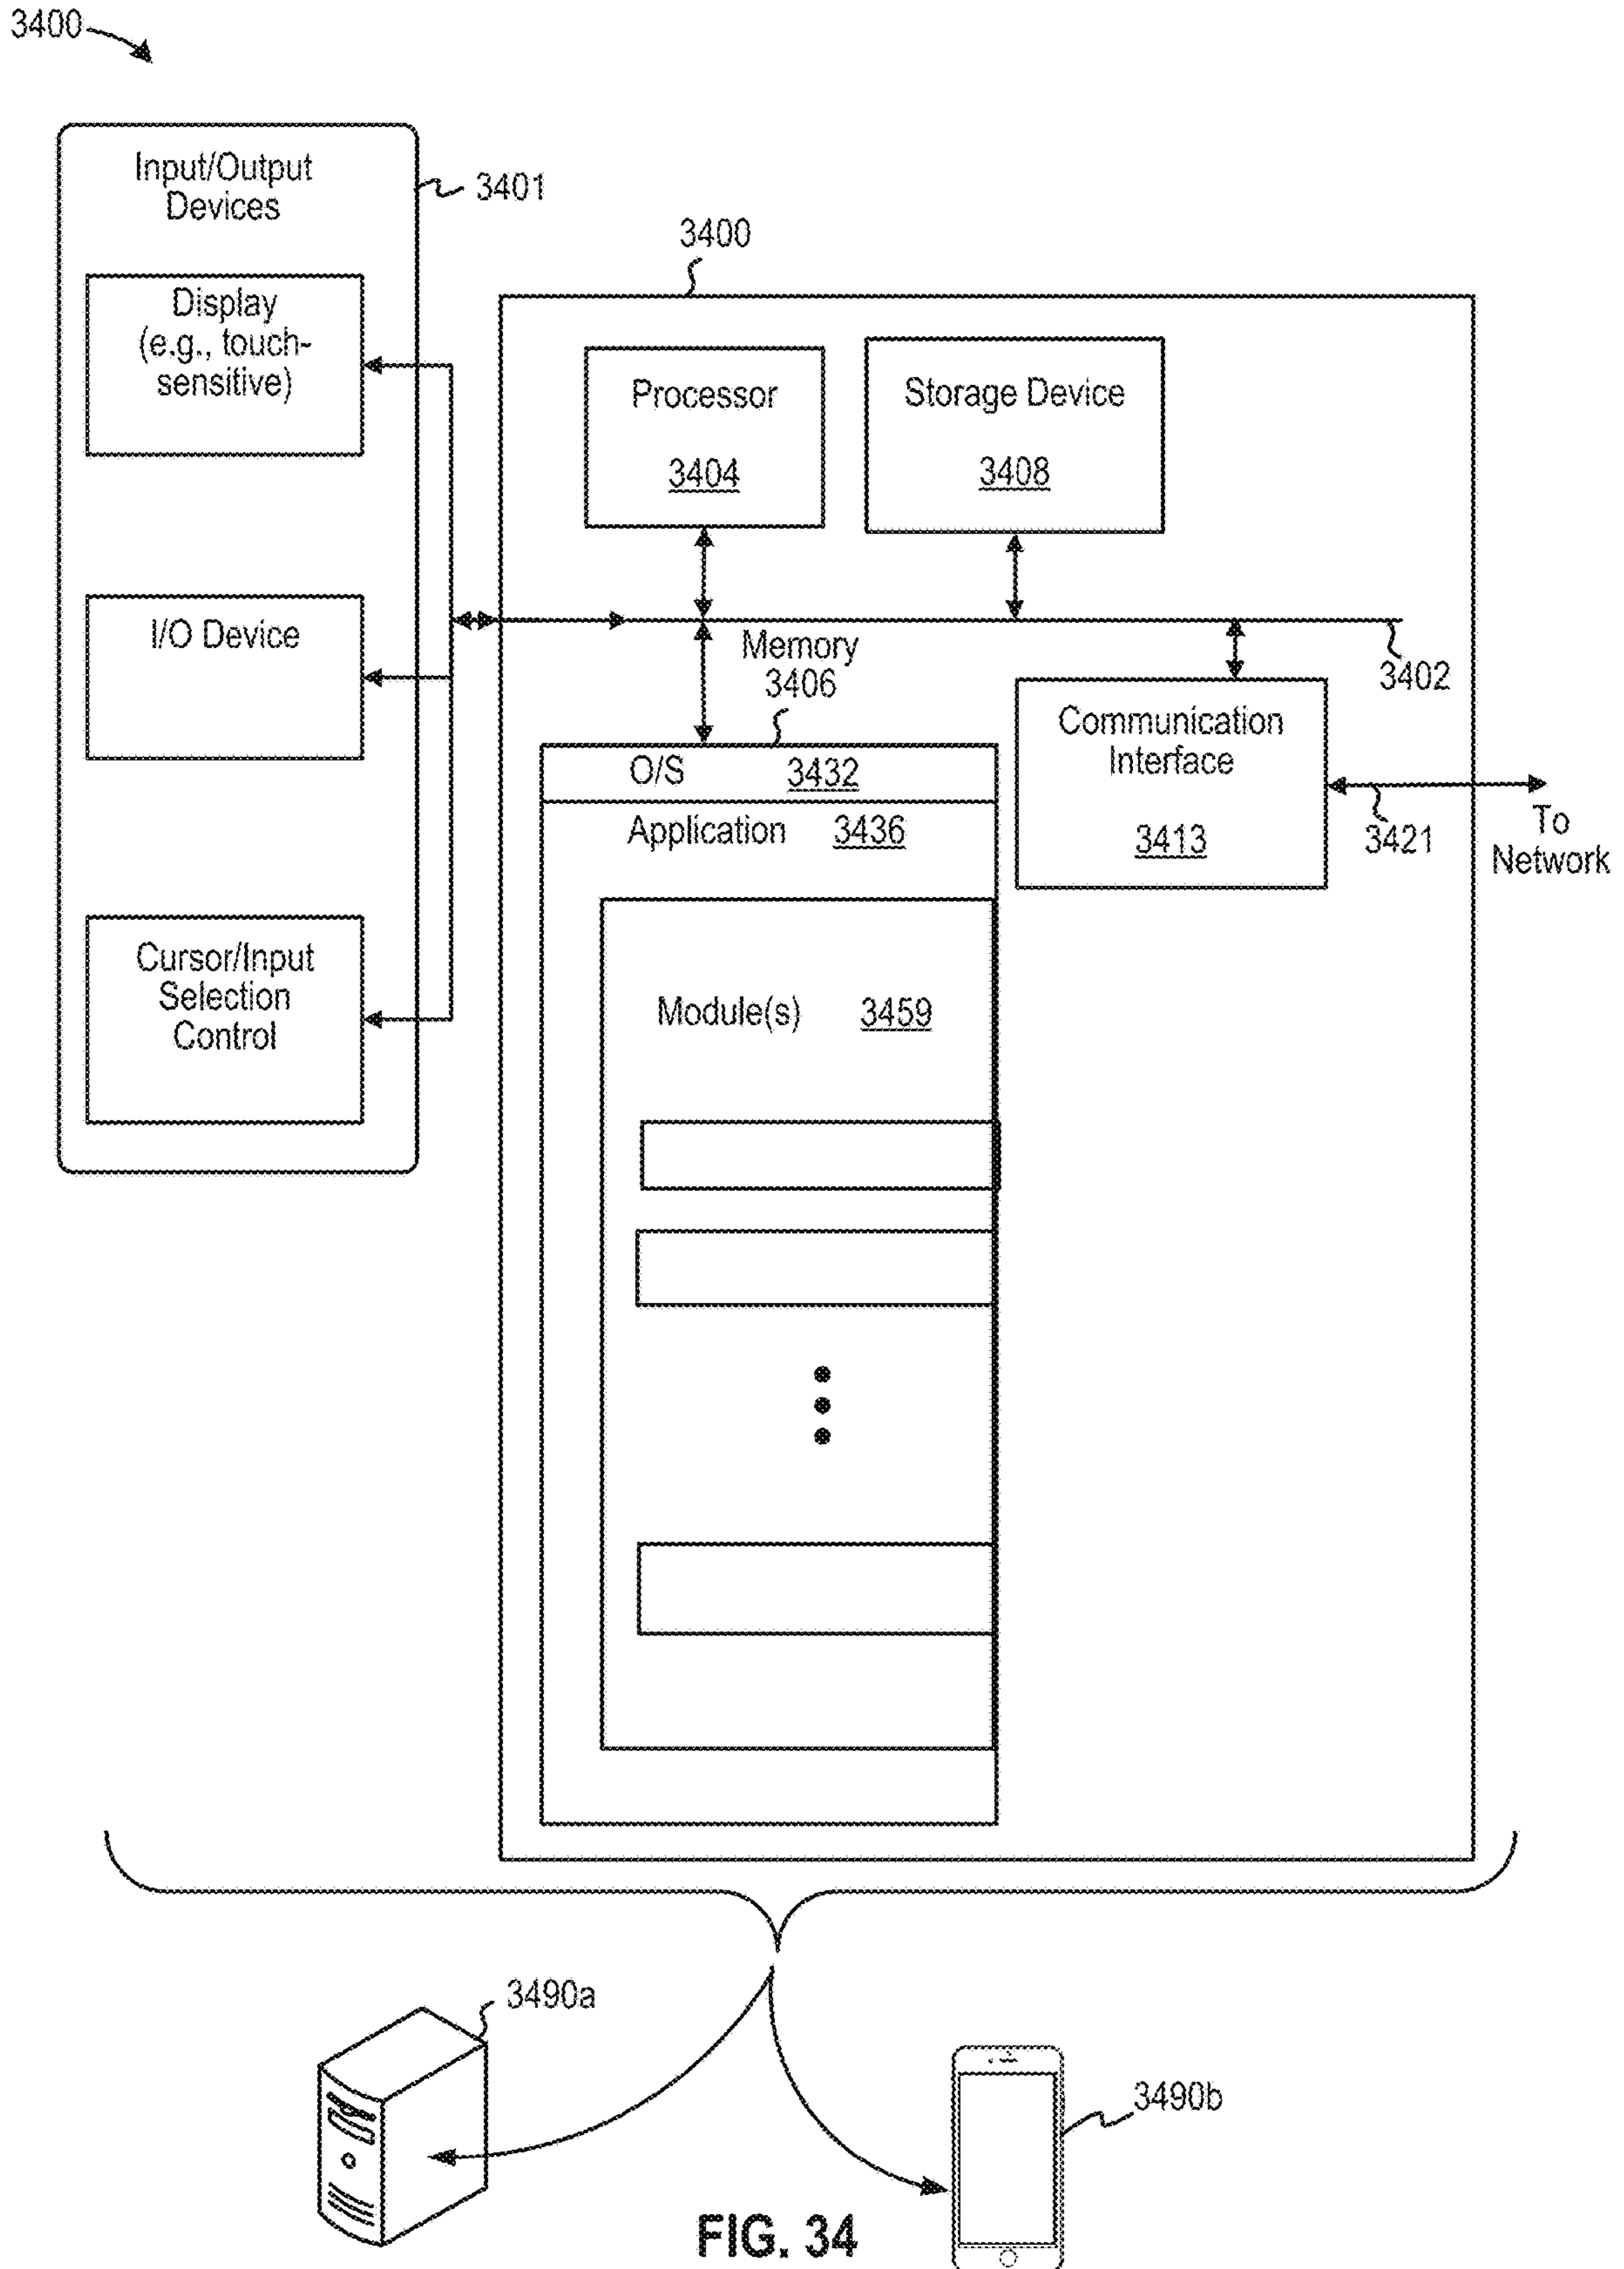 3400
Input/Output
Devices
3401
Display
(e.g., touch-
sensitive)
I/O Device
Cursor/Input
Selection
Control
3400
Processor
3404
Storage Device
3408
Memory
3406
3402
O/S 3432
Application 3436
Module(s) 3459
Communication
Interface
3413
3421
To
Network
3490a
3490b
FIG. 34